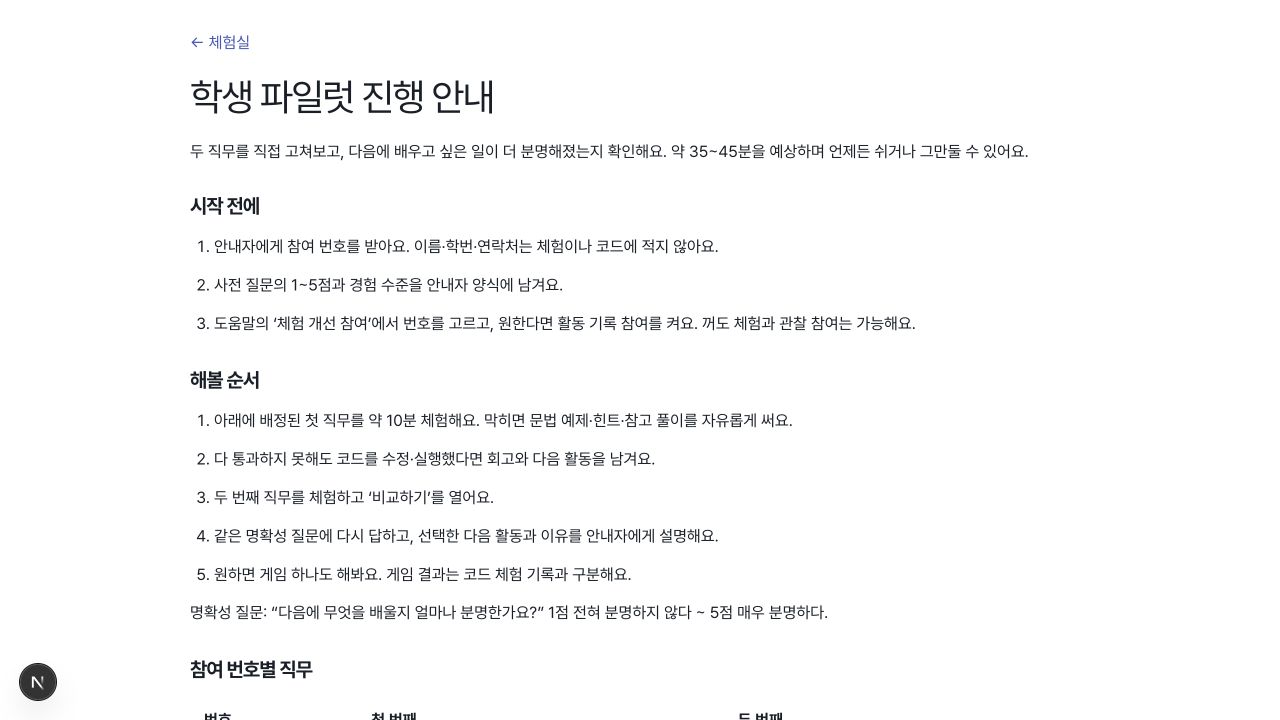 ← 체험실
학생 파일럿 진행 안내
두 직무를 직접 고쳐보고, 다음에 배우고 싶은 일이 더 분명해졌는지 확인해요. 약 35~45분을 예상하며 언제든 쉬거나 그만둘 수 있어요.
시작 전에
1. 안내자에게 참여 번호를 받아요. 이름·학번·연락처는 체험이나 코드에 적지 않아요.
2. 사전 질문의 1~5점과 경험 수준을 안내자 양식에 남겨요.
3. 도움말의 ‘체험 개선 참여’에서 번호를 고르고, 원한다면 활동 기록 참여를 켜요. 꺼도 체험과 관찰 참여는 가능해요.
해볼 순서
1. 아래에 배정된 첫 직무를 약 10분 체험해요. 막히면 문법 예제·힌트·참고 풀이를 자유롭게 써요.
2. 다 통과하지 못해도 코드를 수정·실행했다면 회고와 다음 활동을 남겨요.
3. 두 번째 직무를 체험하고 ‘비교하기’를 열어요.
4. 같은 명확성 질문에 다시 답하고, 선택한 다음 활동과 이유를 안내자에게 설명해요.
5. 원하면 게임 하나도 해봐요. 게임 결과는 코드 체험 기록과 구분해요.
명확성 질문: “다음에 무엇을 배울지 얼마나 분명한가요?” 1점 전혀 분명하지 않다 ~ 5점 매우 분명하다.
참여 번호별 직무
번호 첫 번째 두 번째
N